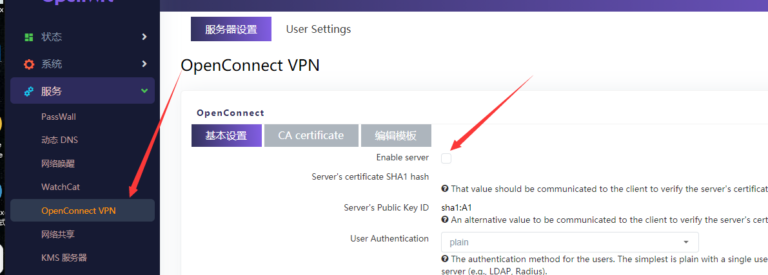 OpenWrt
状态
系统
服务
PassWall
动态 DNS
网络唤醒
WatchCat
OpenConnect VPN
网络共享
KMS 服务器
服务器设置
User Settings
OpenConnect VPN
OpenConnect
基本设置
CA certificate
编辑模板
Enable server
Server's certificate SHA1 hash
That value should be communicated to the client to verify the server's certificat
Server's Public Key ID
sha1:A1
An alternative value to be communicated to the client to verify the server's cert
User Authentication
plain
The authentication method for the users. The simplest is plain with a single use
server (e.g., LDAP, Radius).